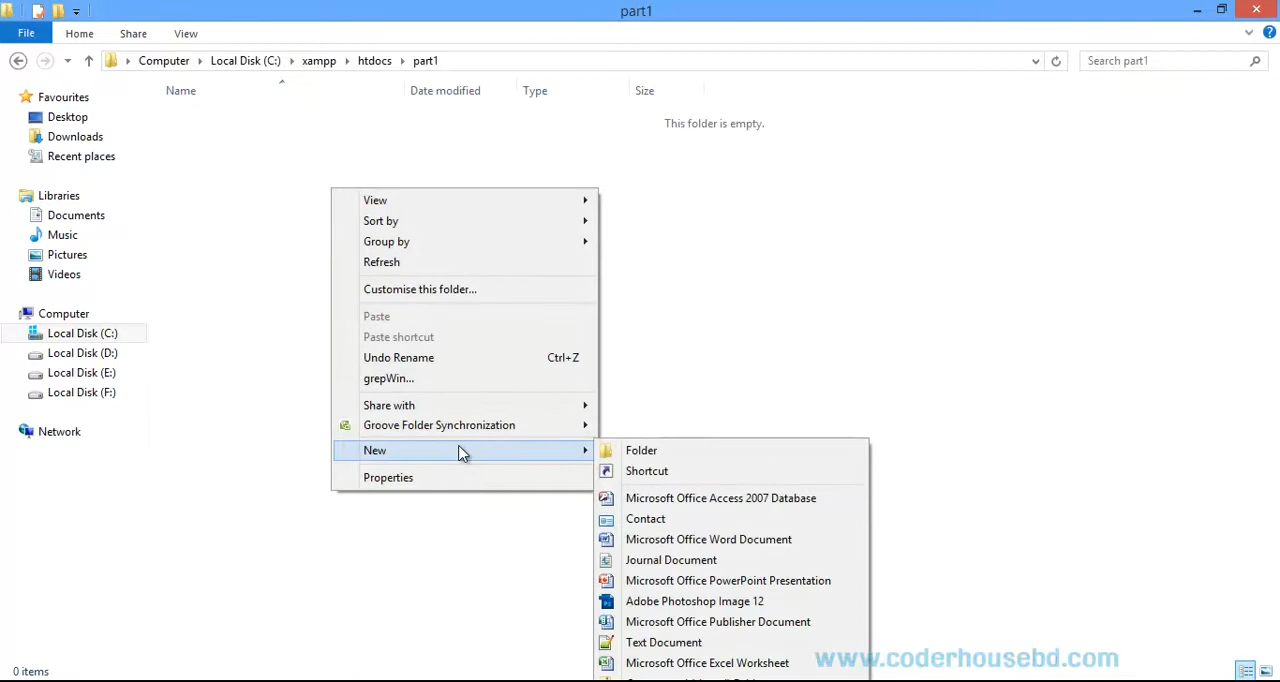 part1
File Home Share View
Computer Local Disk (C:) xampp htdocs part1 Search part1
Name Date modified Type Size
This folder is empty.
Favourites
Desktop
Downloads
Recent places
Libraries
Documents
Music
Pictures
Videos
Computer
Local Disk (C:)
Local Disk (D:)
Local Disk (E:)
Local Disk (F:)
Network
View
Sort by
Group by
Refresh
Customise this folder...
Paste
Paste shortcut
Undo Rename Ctrl+Z
grepWin...
Share with
Groove Folder Synchronization
New
Properties
Folder
Shortcut
Microsoft Office Access 2007 Database
Contact
Microsoft Office Word Document
Journal Document
Microsoft Office PowerPoint Presentation
Adobe Photoshop Image 12
Microsoft Office Publisher Document
Text Document
Microsoft Office Excel Worksheet
www.coderhousebd.com
0 items